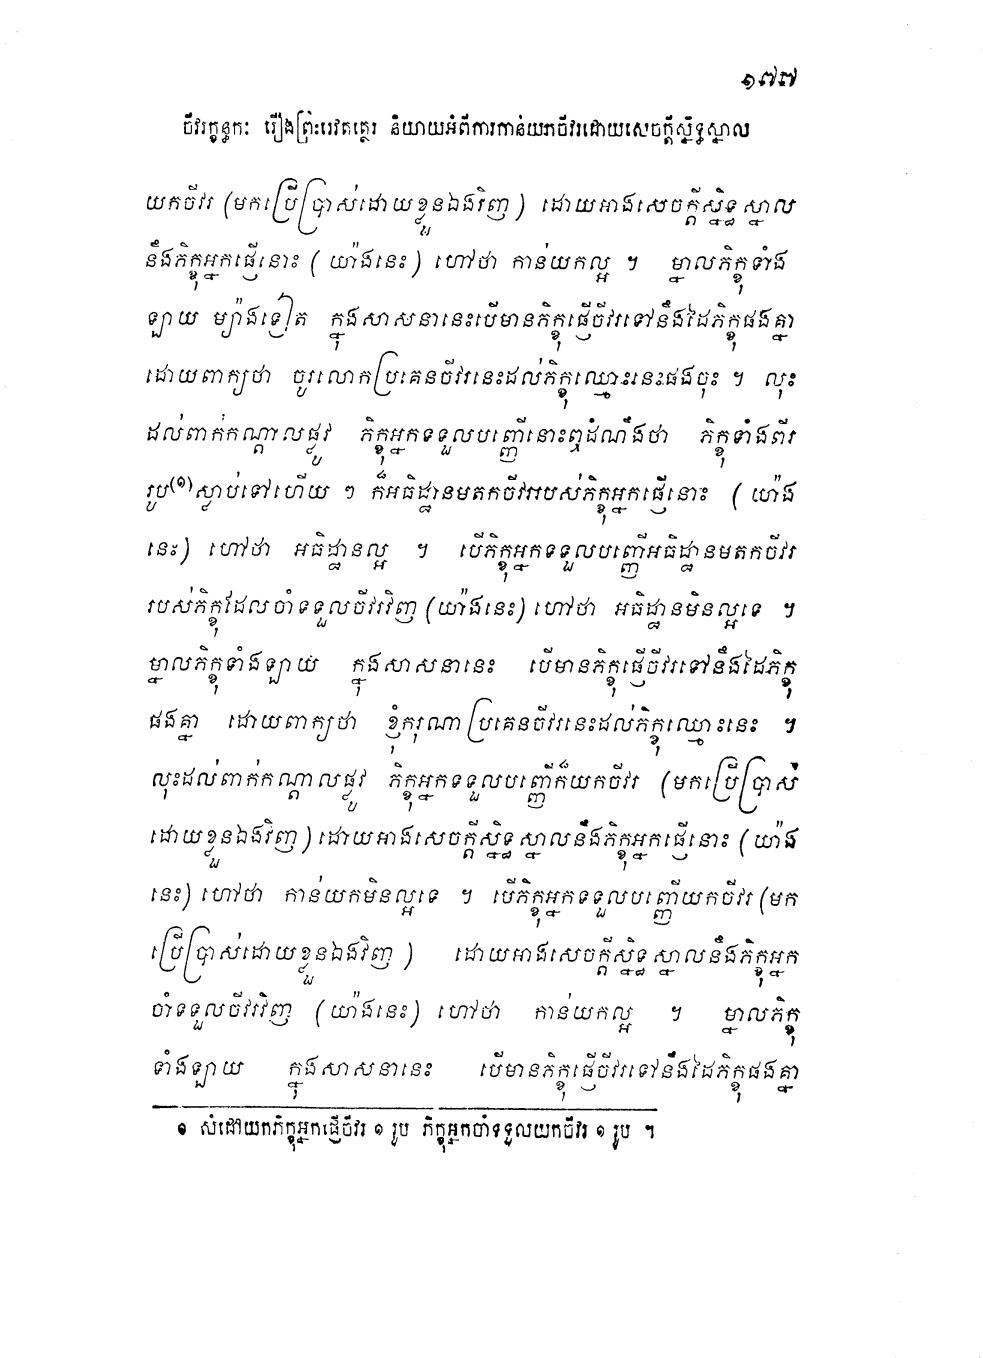 ១៧៧
ចីវរក្ខន្ធកៈ រឿងព្រះរេវតត្ថេរ និយាយអំពីការកាន់យកចីវរដោយសេចក្តីស្និទ្ធស្នាល
យកចីវរ (មកប្រើប្រាស់ដោយខ្លួនឯងវិញ) ដោយអាងសេចក្តីស្និទ្ធស្នាល
នឹងភិក្ខុអ្នកផ្ញើនោះ (យ៉ាងនេះ) ហៅថា កាន់យកល្អ ។ ម្នាលភិក្ខុទាំង
ឡាយ ម្យ៉ាងទៀត ក្នុងសាសនានេះបើមានភិក្ខុផ្ញើចីវរទៅនឹងដៃភិក្ខុផងគ្នា
ដោយពាក្យថា ចូរលោកប្រគេនចីវរនេះដល់ភិក្ខុឈ្មោះនេះផងចុះ ។ លុះ
ដល់ពាក់កណ្តាលផ្លូវ ភិក្ខុអ្នកទទួលបញ្ញើនោះឮដំណឹងថា ភិក្ខុទាំងពីរ
រូប(១)ស្លាប់ទៅហើយ ៗ ក៏អធិដ្ឋានមតកចីវររបស់ភិក្ខុអ្នកផ្ញើនោះ (យ៉ាង
នេះ) ហៅថា អធិដ្ឋានល្អ ។ បើភិក្ខុអ្នកទទួលបញ្ញើអធិដ្ឋានមតកចីវរ
របស់ភិក្ខុដែលចាំទទួលចីវរវិញ (យ៉ាងនេះ) ហៅថា អធិដ្ឋានមិនល្អទេ ។
ម្នាលភិក្ខុទាំងឡាយ ក្នុងសាសនានេះ បើមានភិក្ខុផ្ញើចីវរទៅនឹងដៃភិក្ខុ
ផងគ្នា ដោយពាក្យថា ខ្ញុំករុណាប្រគេនចីវរនេះដល់ភិក្ខុឈ្មោះនេះ ។
លុះដល់ពាក់កណ្តាលផ្លូវ ភិក្ខុអ្នកទទួលបញ្ញើក៏យកចីវរ (មកប្រើប្រាស់
ដោយខ្លួនឯងវិញ) ដោយអាងសេចក្តីស្និទ្ធស្នាលនឹងភិក្ខុអ្នកផ្ញើនោះ (យ៉ាង
នេះ) ហៅថា កាន់យកមិនល្អទេ ។ បើភិក្ខុអ្នកទទួលបញ្ញើយកចីវរ (មក
ប្រើប្រាស់ដោយខ្លួនឯងវិញ) ដោយអាងសេចក្តីស្និទ្ធស្នាលនឹងភិក្ខុអ្នក
ចាំទទួលចីវរវិញ (យ៉ាងនេះ) ហៅថា កាន់យកល្អ ។ ម្នាលភិក្ខុ
ទាំងឡាយ ក្នុងសាសនានេះ បើមានភិក្ខុផ្ញើចីវរទៅនឹងដៃភិក្ខុផងគ្នា
១ សំដៅយកភិក្ខុអ្នកផ្ញើចីវរ ១ រូប ភិក្ខុអ្នកចាំទទួលយកចីវរ ១ រូប ។